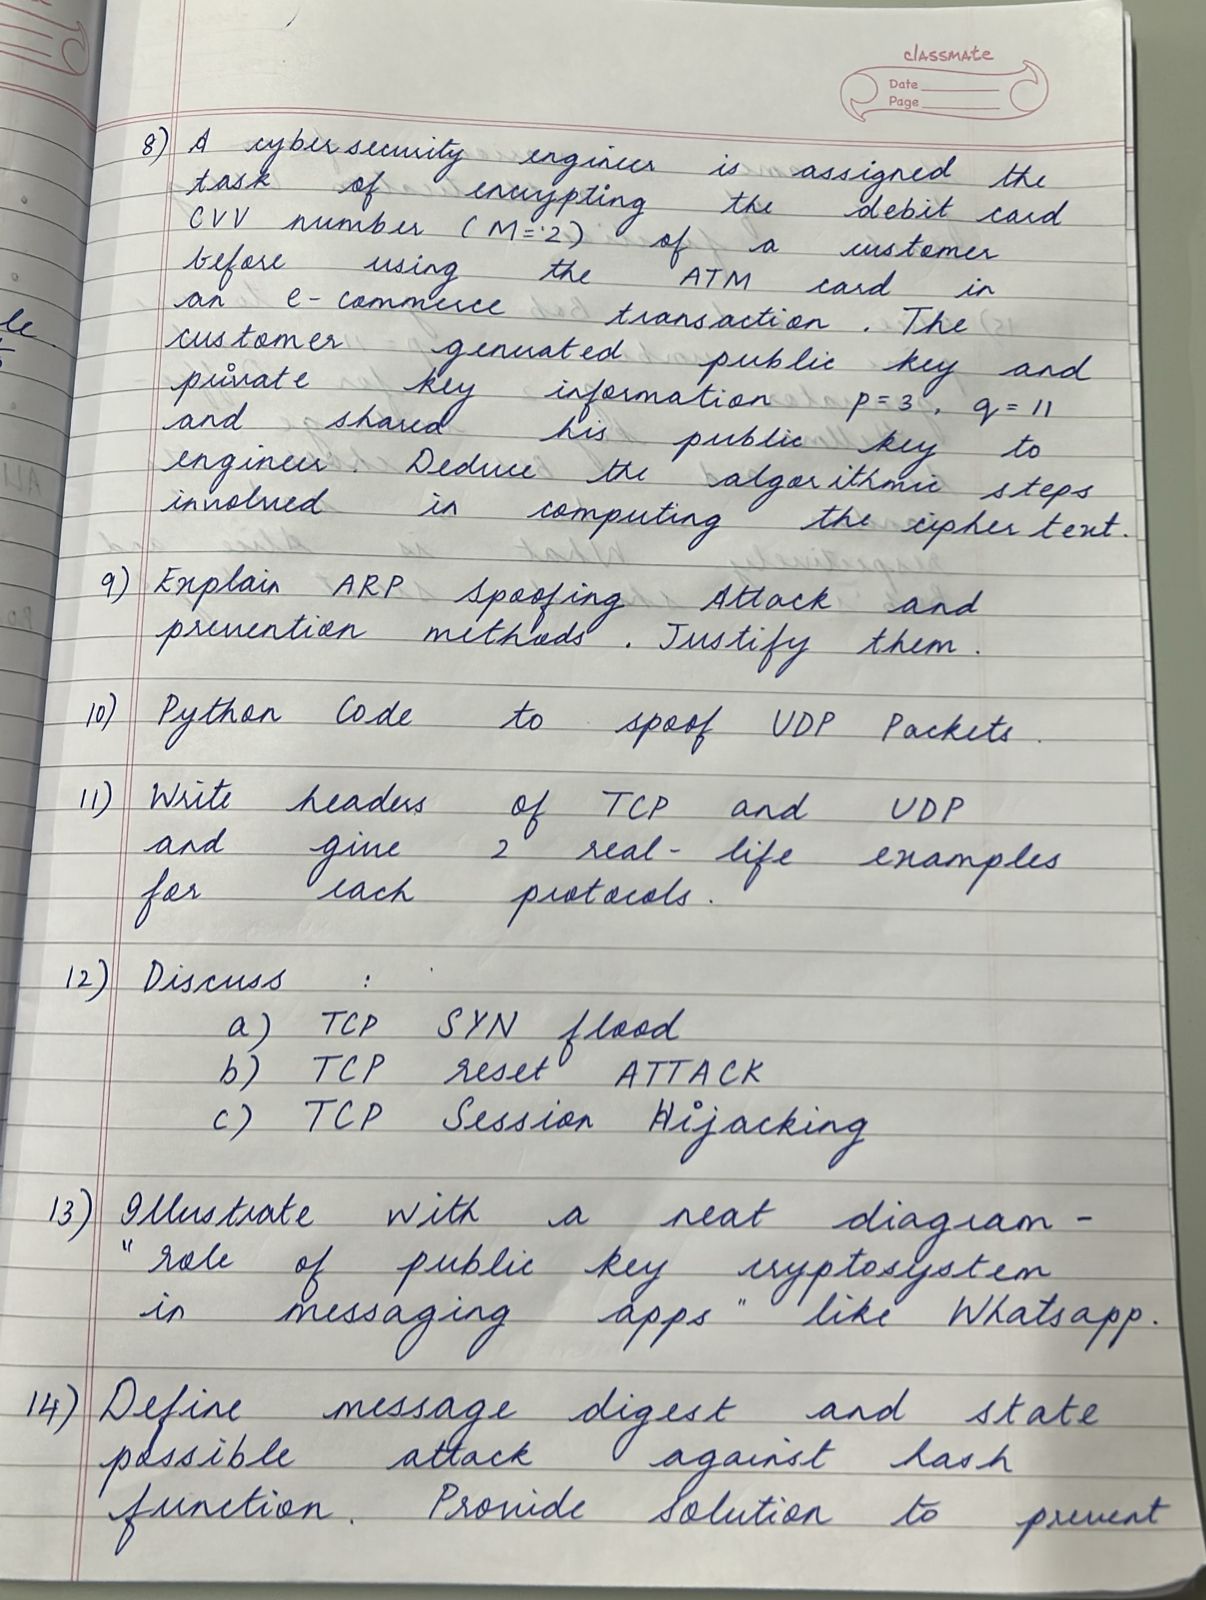 classmate
Date
Page
8) A cybersecurity engineer is assigned the
task of encrypting the debit card
CVV number (M=2) of a customer
before using the ATM card in
an e-commerce transaction. The
customer generated public key and
private key information p=3, q=11
and shared his public key to
engineer. Deduce the algorithmic steps
involved in computing the cipher text.
9) Explain ARP spoofing Attack and
prevention methods. Justify them.
10) Python Code to spoof UDP Packets.
11) Write headers of TCP and UDP
and give 2 real-life examples
for each protocols.
12) Discuss :
a) TCP SYN flood
b) TCP reset ATTACK
c) TCP Session Hijacking
13) Illustrate with a neat diagram -
"role of public key cryptosystem
in messaging apps" like Whatsapp.
14) Define message digest and state
possible attack against hash
function. Provide solution to prevent